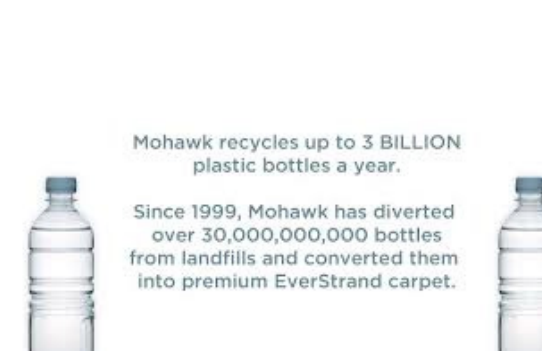 Mohawk recycles up to 3 BILLION
plastic bottles a year.
Since 1999, Mohawk has diverted
over 30,000,000,000 bottles
from landfills and converted them
into premium EverStrand carpet.